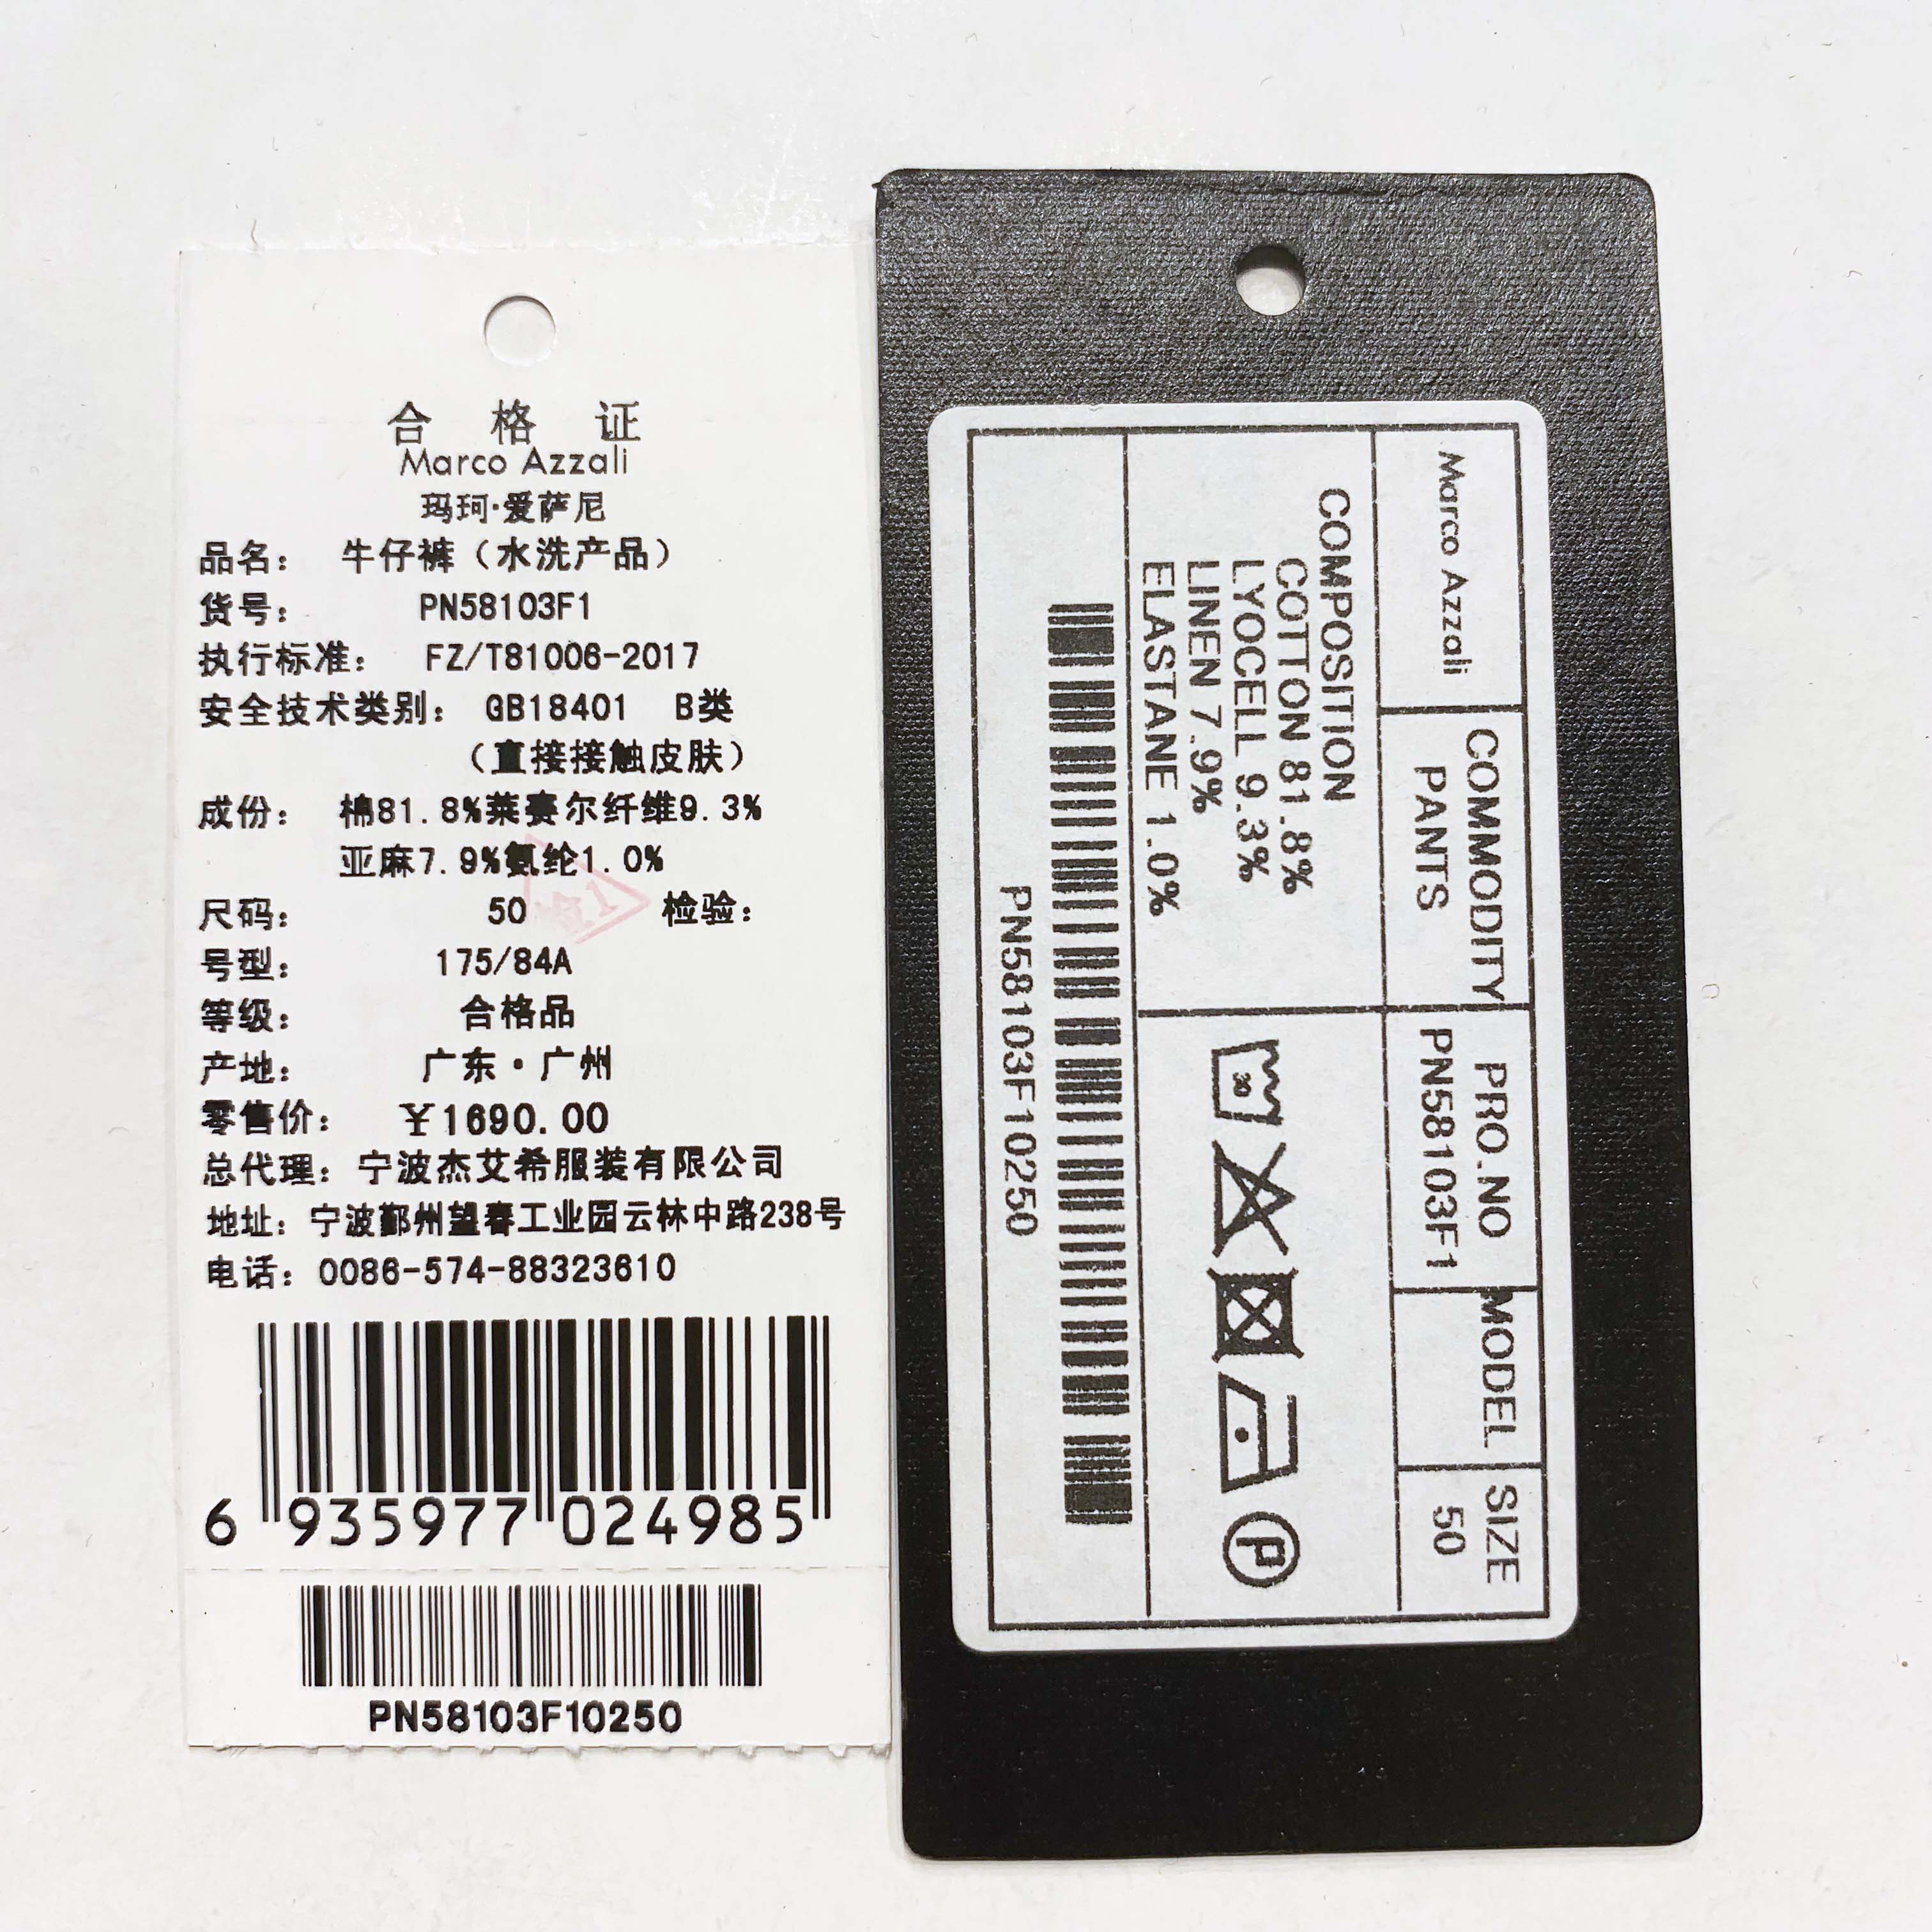 合 格 证
Marco Azzali
玛珂·爱萨尼
品名： 牛仔裤（水洗产品）
货号： PN58103F1
执行标准： FZ/T81006-2017
安全技术类别： GB18401 B类
（直接接触皮肤）
成份： 棉81.8%莱赛尔纤维9.3%
亚麻7.9%氨纶1.0%
尺码： 50 检验：
号型： 175/84A
等级： 合格品
产地： 广东·广州
零售价： ¥1690.00
总代理：宁波杰艾希服装有限公司
地址：宁波鄞州望春工业园云林中路238号
电话：0086-574-88323610
6 935977 024985
PN58103F10250
Marco Azzali
COMMODITY
PANTS
PRO.NO
PN58103F1
MODEL
SIZE
50
COMPOSITION
COTTON 81.8%
LYOCELL 9.3%
LINEN 7.9%
ELASTANE 1.0%
30
P
PN58103F10250